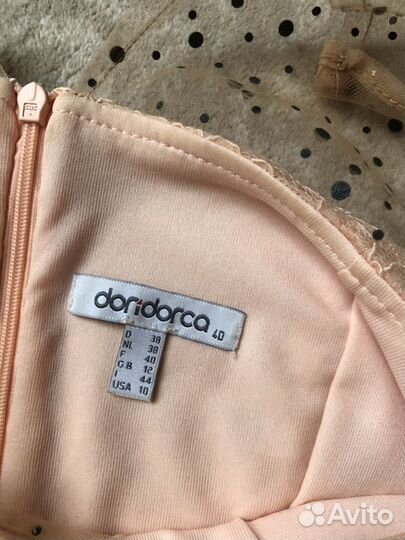 doridorca 40
D 38
NL 38
F 40
GB 12
I 44
USA 10
Avito